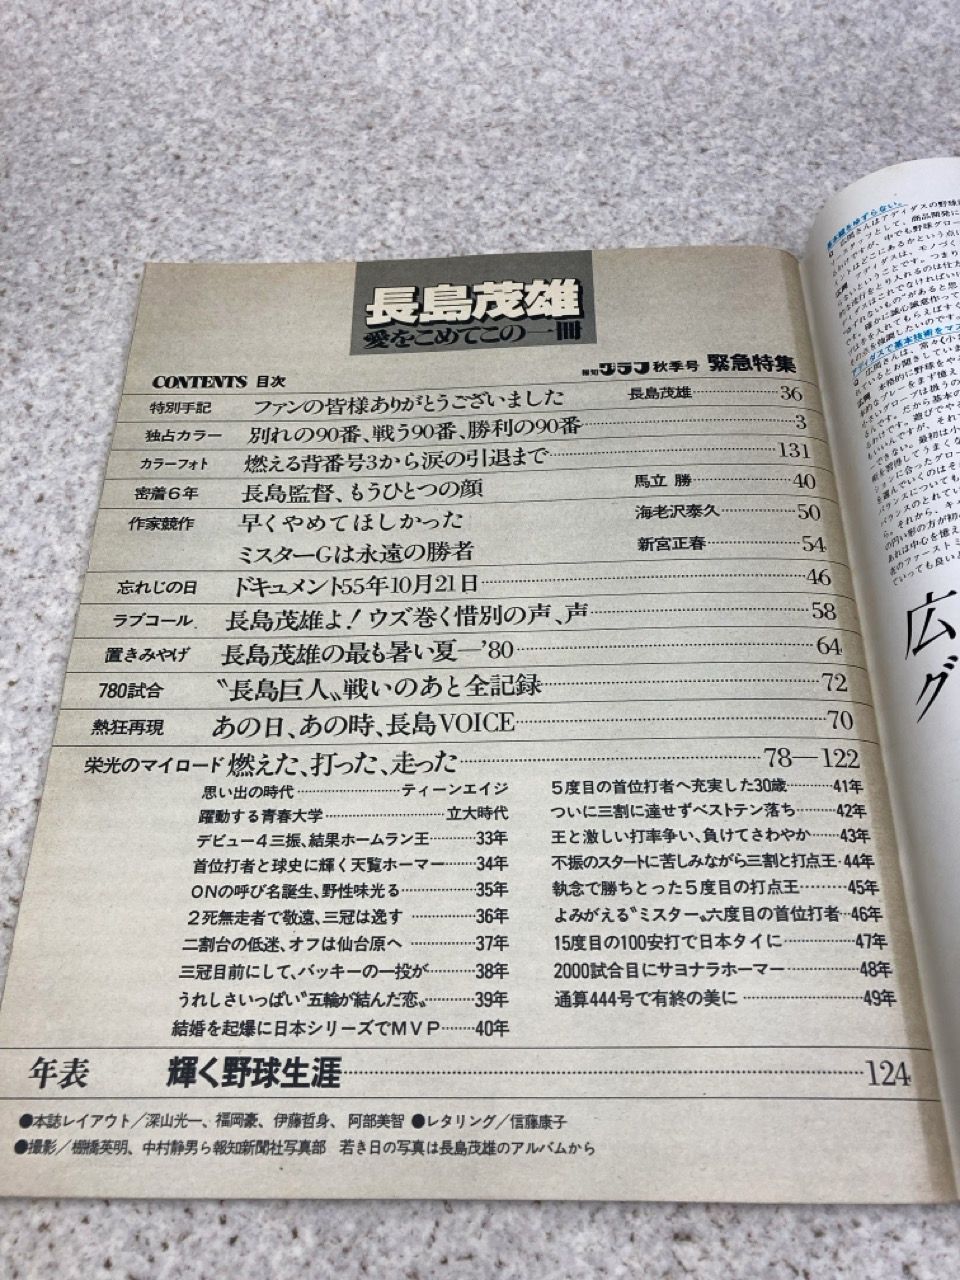 長島茂雄
愛をこめてこの一冊
CONTENTS 目次
報知グラフ秋季号 緊急特集
特別手記 ファンの皆様ありがとうございました 長島茂雄 36
独占カラー 別れの90番、戦う90番、勝利の90番 3
カラーフォト 燃える背番号3から涙の引退まで 131
密着6年 長島監督、もうひとつの顔 馬立 勝 40
作家競作 早くやめてほしかった 海老沢泰久 50
ミスターGは永遠の勝者 新宮正春 54
忘れじの日 ドキュメント55年10月21日 46
ラブコール 長島茂雄よ!ウズ巻く惜別の声、声 58
置きみやげ 長島茂雄の最も暑い夏—'80 64
780試合 〝長島巨人〟戦いのあと全記録 72
熱狂再現 あの日、あの時、長島VOICE 70
栄光のマイロード 燃えた、打った、走った 78—122
思い出の時代 ティーンエイジ
躍動する青春大学 立大時代
デビュー4三振、結果ホームラン王 33年
首位打者と球史に輝く天覧ホーマー 34年
ONの呼び名誕生、野性味光る 35年
2死無走者で敬遠、三冠は逸す 36年
二割台の低迷、オフは仙台原へ 37年
三冠目前にして、バッキーの一投が 38年
うれしさいっぱい〝五輪が結んだ恋〟 39年
結婚を起爆に日本シリーズでMVP 40年
5度目の首位打者へ充実した30歳 41年
ついに三割に達せずベストテン落ち 42年
王と激しい打率争い、負けてさわやか 43年
不振のスタートに苦しみながら三割と打点王 44年
執念で勝ちとった5度目の打点王 45年
よみがえる〝ミスター〟六度目の首位打者 46年
15度目の100安打で日本タイに 47年
2000試合目にサヨナラホーマー 48年
通算444号で有終の美に 49年
年表 輝く野球生涯 124
●本誌レイアウト/深山光一、福岡豪、伊藤哲身、阿部美智 ●レタリング/信藤康子
●撮影/棚橋英明、中村静男ら報知新聞社写真部 若き日の写真は長島茂雄のアルバムから
広
グ